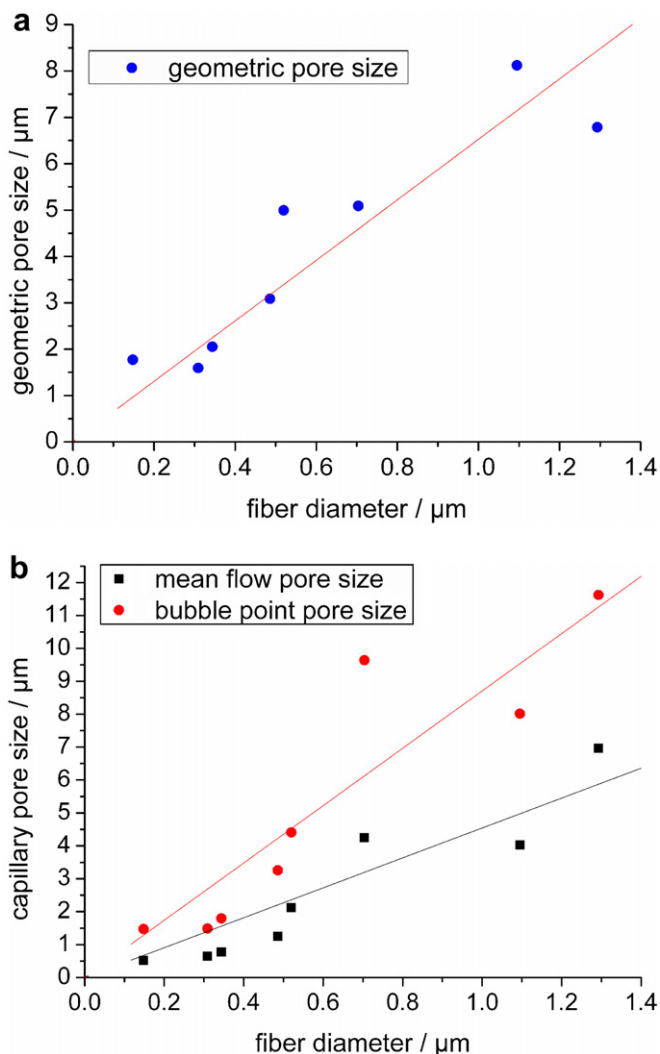 a
geometric pore size
geometric pore size / µm
9
8
7
6
5
4
3
2
1
0
0.0 0.2 0.4 0.6 0.8 1.0 1.2 1.4
fiber diameter / µm
b
mean flow pore size
bubble point pore size
capillary pore size / µm
12
11
10
9
8
7
6
5
4
3
2
1
0
0.0 0.2 0.4 0.6 0.8 1.0 1.2 1.4
fiber diameter / µm